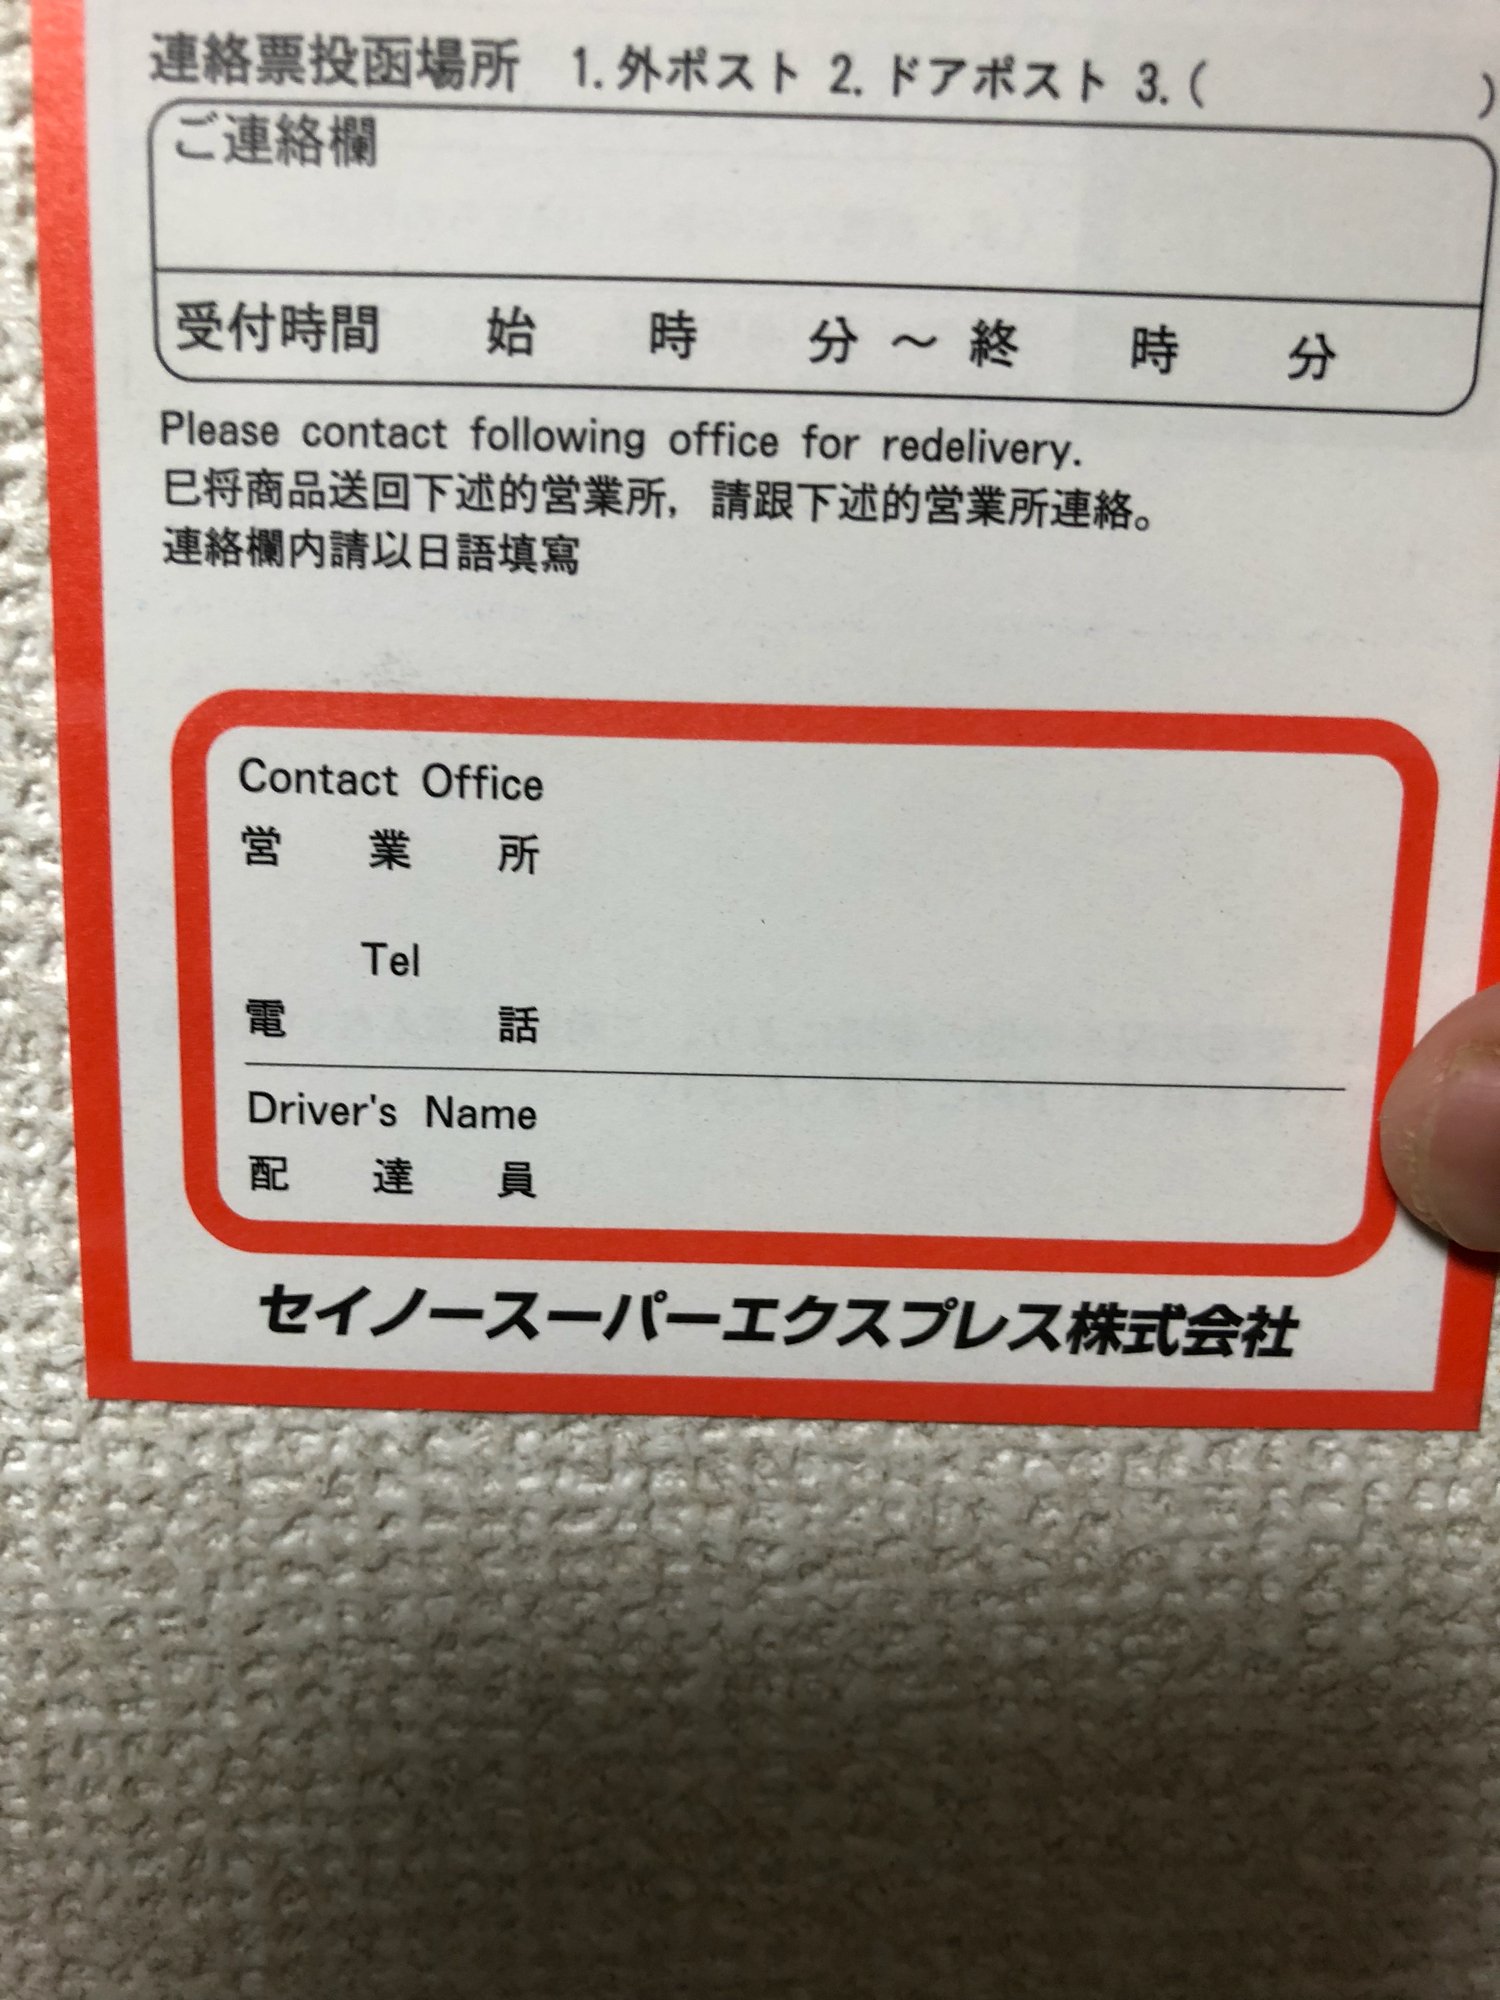 連絡票投函場所 1.外ポスト 2.ドアポスト 3.( )
ご連絡欄
受付時間 始 時 分 ～ 終 時 分
Please contact following office for redelivery.
巳将商品送回下述的営業所，請跟下述的営業所連絡。
連絡欄内請以日語填寫
Contact Office
営業所
Tel
電話
Driver's Name
配達員
セイノースーパーエクスプレス株式会社